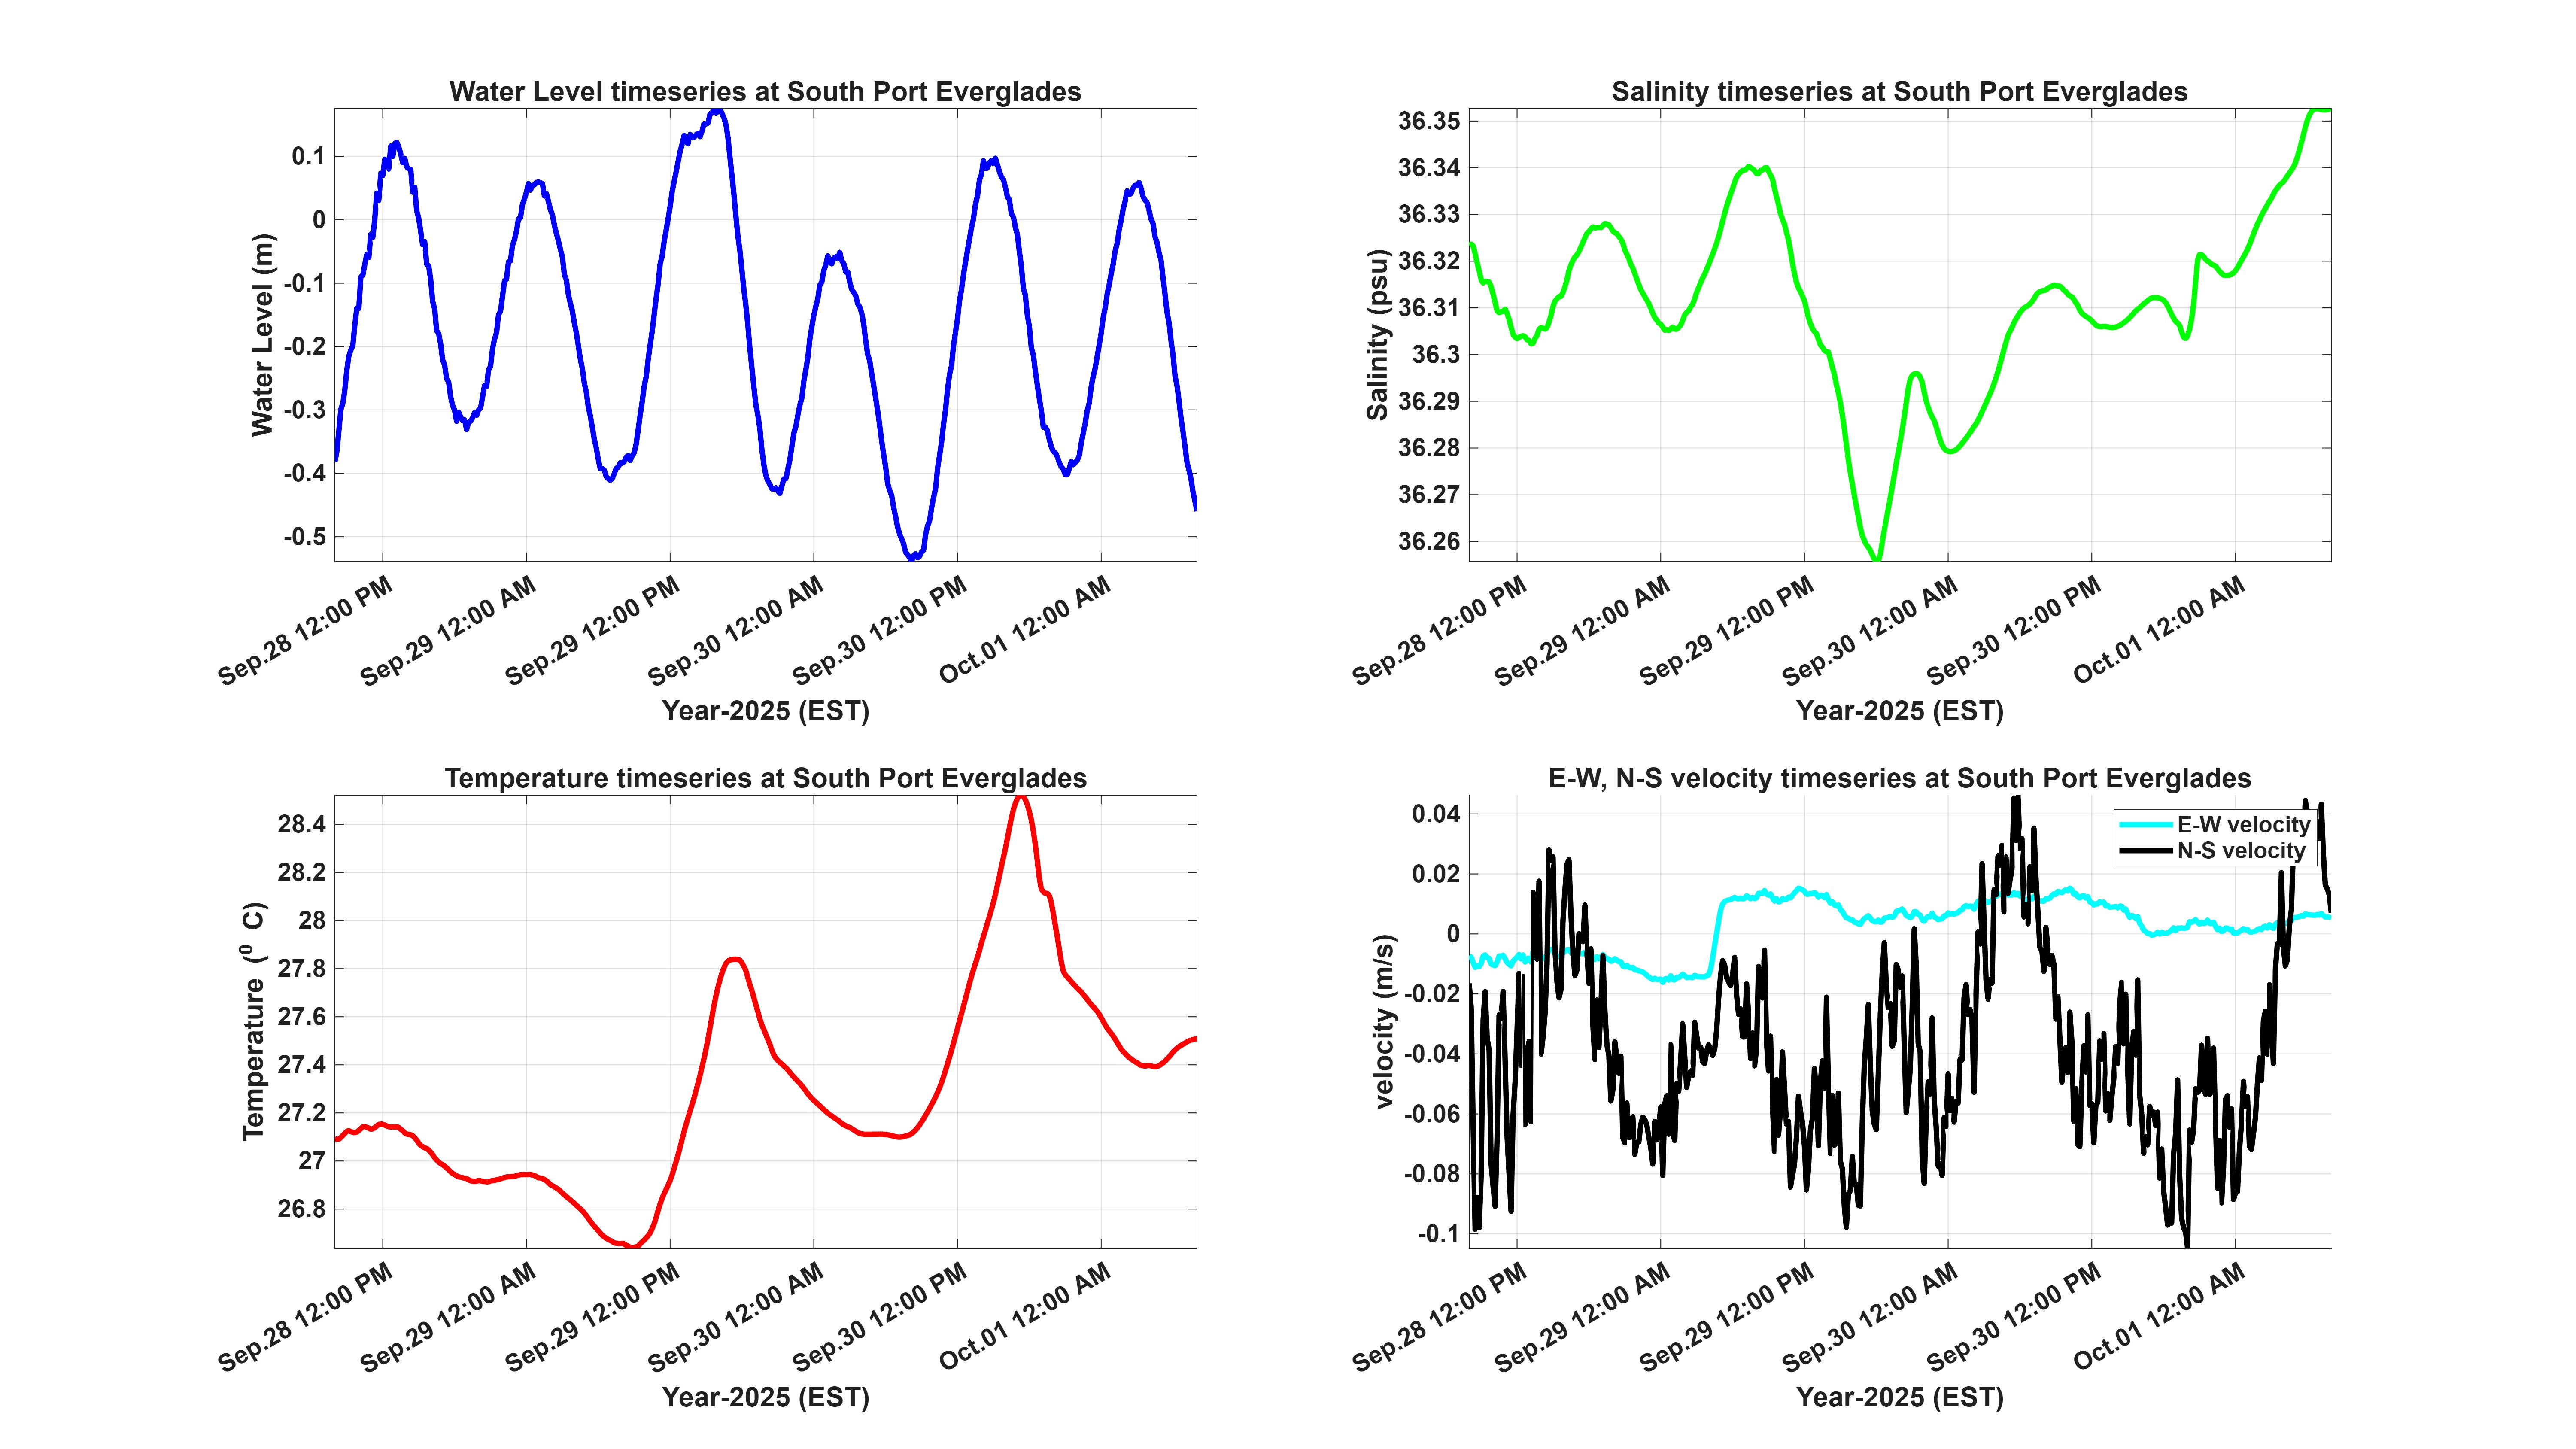 Water Level timeseries at South Port Everglades
Water Level (m)
0.1
0
-0.1
-0.2
-0.3
-0.4
-0.5
Sep.28 12:00 PM
Sep.29 12:00 AM
Sep.29 12:00 PM
Sep.30 12:00 AM
Sep.30 12:00 PM
Oct.01 12:00 AM
Year-2025 (EST)
Salinity timeseries at South Port Everglades
Salinity (psu)
36.35
36.34
36.33
36.32
36.31
36.3
36.29
36.28
36.27
36.26
Sep.28 12:00 PM
Sep.29 12:00 AM
Sep.29 12:00 PM
Sep.30 12:00 AM
Sep.30 12:00 PM
Oct.01 12:00 AM
Year-2025 (EST)
Temperature timeseries at South Port Everglades
Temperature (⁰ C)
28.4
28.2
28
27.8
27.6
27.4
27.2
27
26.8
Sep.28 12:00 PM
Sep.29 12:00 AM
Sep.29 12:00 PM
Sep.30 12:00 AM
Sep.30 12:00 PM
Oct.01 12:00 AM
Year-2025 (EST)
E-W, N-S velocity timeseries at South Port Everglades
velocity (m/s)
0.04
0.02
0
-0.02
-0.04
-0.06
-0.08
-0.1
E-W velocity
N-S velocity
Sep.28 12:00 PM
Sep.29 12:00 AM
Sep.29 12:00 PM
Sep.30 12:00 AM
Sep.30 12:00 PM
Oct.01 12:00 AM
Year-2025 (EST)